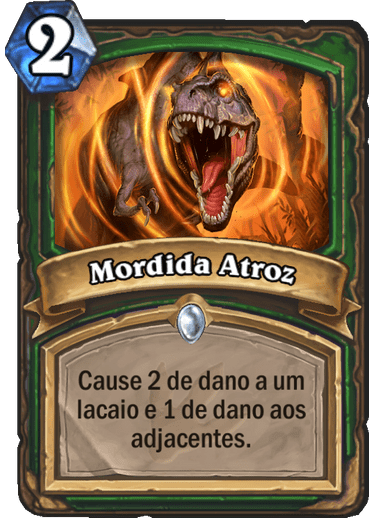 2
Mordida Atroz
Cause 2 de dano a um
lacaio e 1 de dano aos
adjacentes.